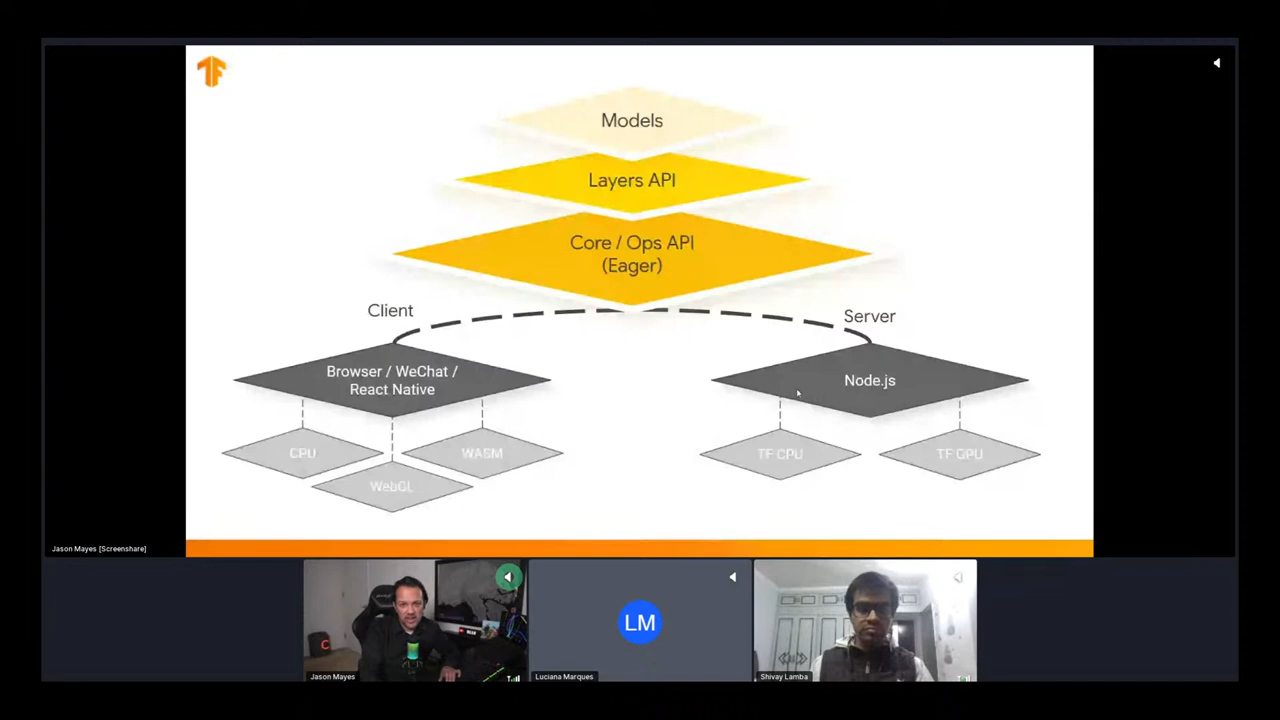 Models
Layers API
Core / Ops API
(Eager)
Client
Server
Browser / WeChat /
React Native
Node.js
CPU
WebGL
WASM
TF CPU
TF GPU
Jason Mayes [Screenshare]
LM
Jason Mayes
Luciana Marques
Shivay Lamba